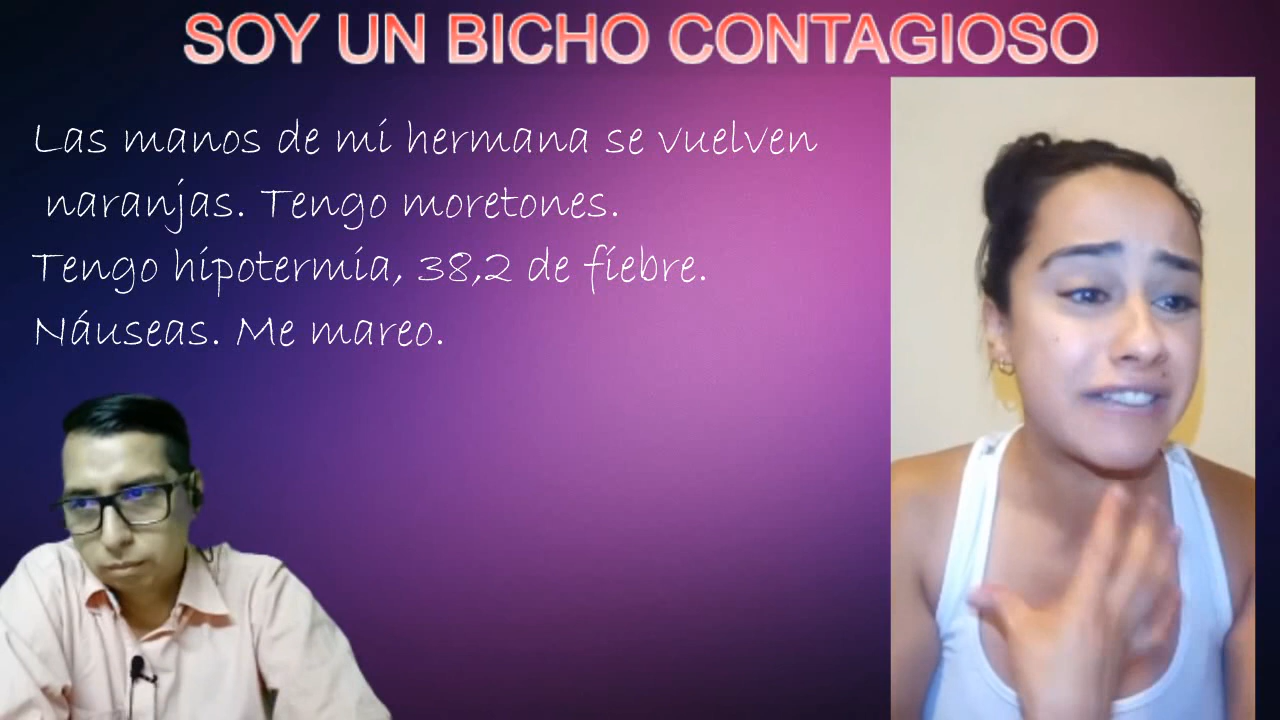 SOY UN BICHO CONTAGIOSO
Las manos de mi hermana se vuelven
naranjas. Tengo moretones.
Tengo hipotermia, 38,2 de fiebre.
Náuseas. Me mareo.